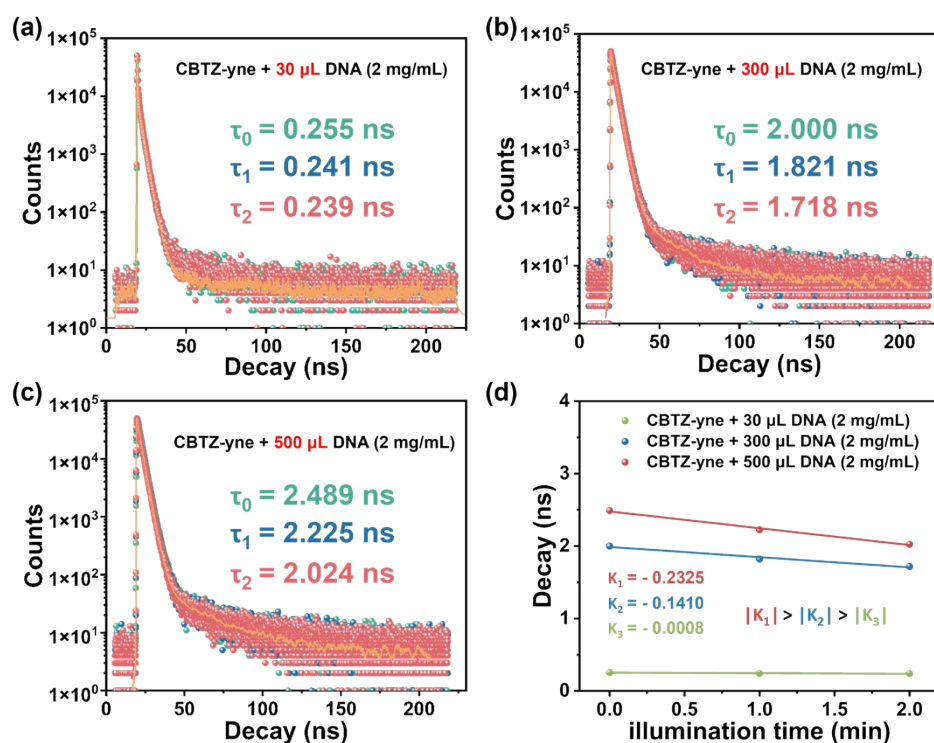 (a)
CBTZ-yne + 30 µL DNA (2 mg/mL)
τ0 = 0.255 ns
τ1 = 0.241 ns
τ2 = 0.239 ns
Counts
1×10^5
1×10^4
1×10^3
1×10^2
1×10^1
1×10^0
0 50 100 150 200
Decay (ns)
(b)
CBTZ-yne + 300 µL DNA (2 mg/mL)
τ0 = 2.000 ns
τ1 = 1.821 ns
τ2 = 1.718 ns
Counts
1×10^5
1×10^4
1×10^3
1×10^2
1×10^1
1×10^0
0 50 100 150 200
Decay (ns)
(c)
CBTZ-yne + 500 µL DNA (2 mg/mL)
τ0 = 2.489 ns
τ1 = 2.225 ns
τ2 = 2.024 ns
Counts
1×10^5
1×10^4
1×10^3
1×10^2
1×10^1
1×10^0
0 50 100 150 200
Decay (ns)
(d)
CBTZ-yne + 30 µL DNA (2 mg/mL)
CBTZ-yne + 300 µL DNA (2 mg/mL)
CBTZ-yne + 500 µL DNA (2 mg/mL)
K1 = - 0.2325
K2 = - 0.1410
K3 = - 0.0008
|K1| > |K2| > |K3|
Decay (ns)
4
3
2
1
0
0.0 0.5 1.0 1.5 2.0
illumination time (min)